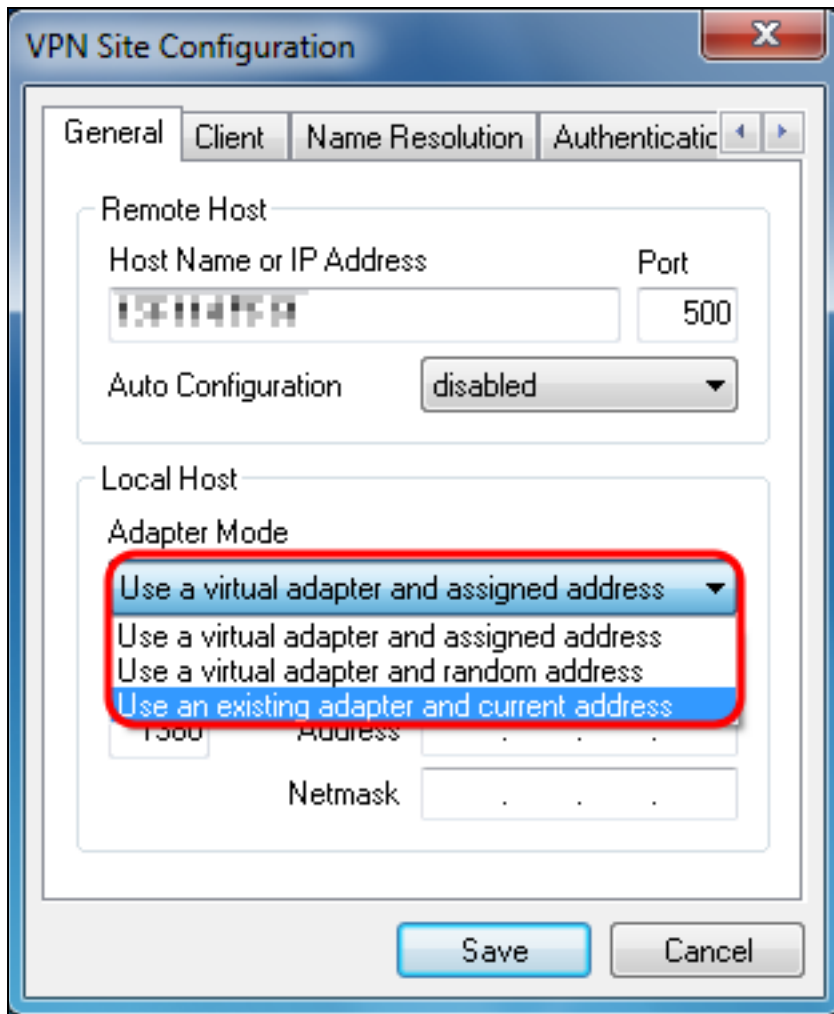 VPN Site Configuration
General Client Name Resolution Authenticatic
Remote Host
Host Name or IP Address Port
500
Auto Configuration disabled
Local Host
Adapter Mode
Use a virtual adapter and assigned address
Use a virtual adapter and assigned address
Use a virtual adapter and random address
Use an existing adapter and current address
1380 Address . . .
Netmask . . .
Save Cancel